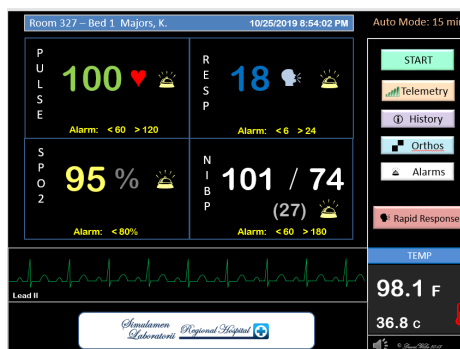 Room 327 – Bed 1 Majors, K. 10/25/2019 8:54:02 PM
Auto Mode: 15 min
PULSE
100
Alarm: < 60 > 120
RESP
18
Alarm: < 6 > 24
SPO2
95 %
Alarm: < 80%
NIBP
101 / 74
(27)
Alarm: < 60 > 180
START
Telemetry
History
Orthos
Alarms
Rapid Response
Lead II
Simulamen
Laboratorii
Regional Hospital
TEMP
98.1 F
36.8 C